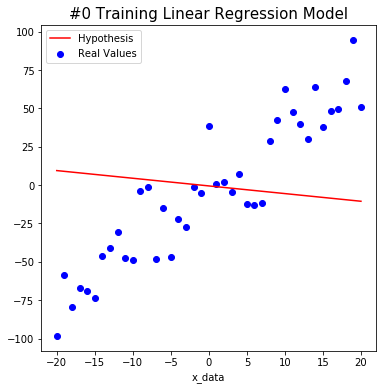 #0 Training Linear Regression Model
Hypothesis
Real Values
100
75
50
25
0
−25
−50
−75
−100
−20 −15 −10 −5 0 5 10 15 20
x_data